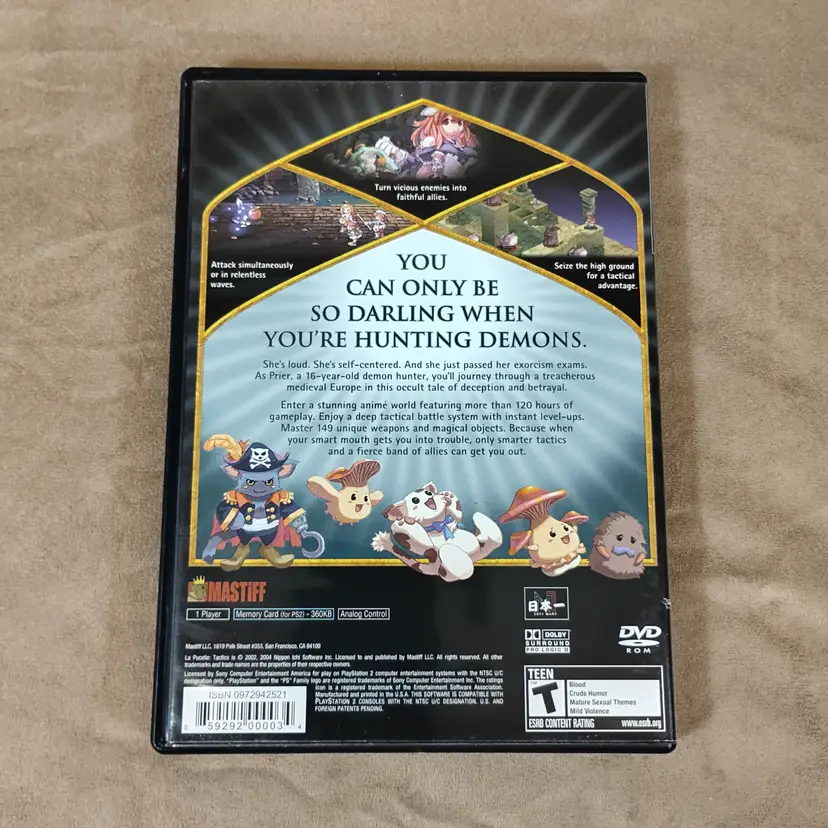 Turn vicious enemies into
faithful allies.
Attack simultaneously
or in relentless
waves.
Seize the high ground
for a tactical
advantage.
YOU
CAN ONLY BE
SO DARLING WHEN
YOU'RE HUNTING DEMONS.
She's loud. She's self-centered. And she just passed her exorcism exams.
As Prier, a 16-year-old demon hunter, you'll journey through a treacherous
medieval Europe in this occult tale of deception and betrayal.
Enter a stunning animé world featuring more than 120 hours of
gameplay. Enjoy a deep tactical battle system with instant level-ups.
Master 149 unique weapons and magical objects. Because when
your smart mouth gets you into trouble, only smarter tactics
and a fierce band of allies can get you out.
MASTIFF
1 Player
Memory Card (for PS2) - 360KB
Analog Control
日本一
SOFTWARE
DOLBY
SURROUND
PRO LOGIC II
DVD
ROM
Mastiff LLC, 1819 Polk Street #353, San Francisco, CA 94109
La Pucelle: Tactics is © 2002, 2004 Nippon Ichi Software Inc. Licensed to and published by Mastiff LLC. All rights reserved. All other
trademarks and trade names are the properties of their respective owners.
Licensed by Sony Computer Entertainment America for play on PlayStation 2 computer entertainment systems with the NTSC U/C
designation only. "PlayStation" and the "PS" Family logo are registered trademarks of Sony Computer Entertainment Inc. The ratings
icon is a registered trademark of the Entertainment Software Association.
Manufactured and printed in the U.S.A. THIS SOFTWARE IS COMPATIBLE WITH
PLAYSTATION 2 CONSOLES WITH THE NTSC U/C DESIGNATION. U.S. AND
FOREIGN PATENTS PENDING.
ISBN 0972942521
8 59292 00003 4
TEEN
T
Blood
Crude Humor
Mature Sexual Themes
Mild Violence
ESRB CONTENT RATING
www.esrb.org